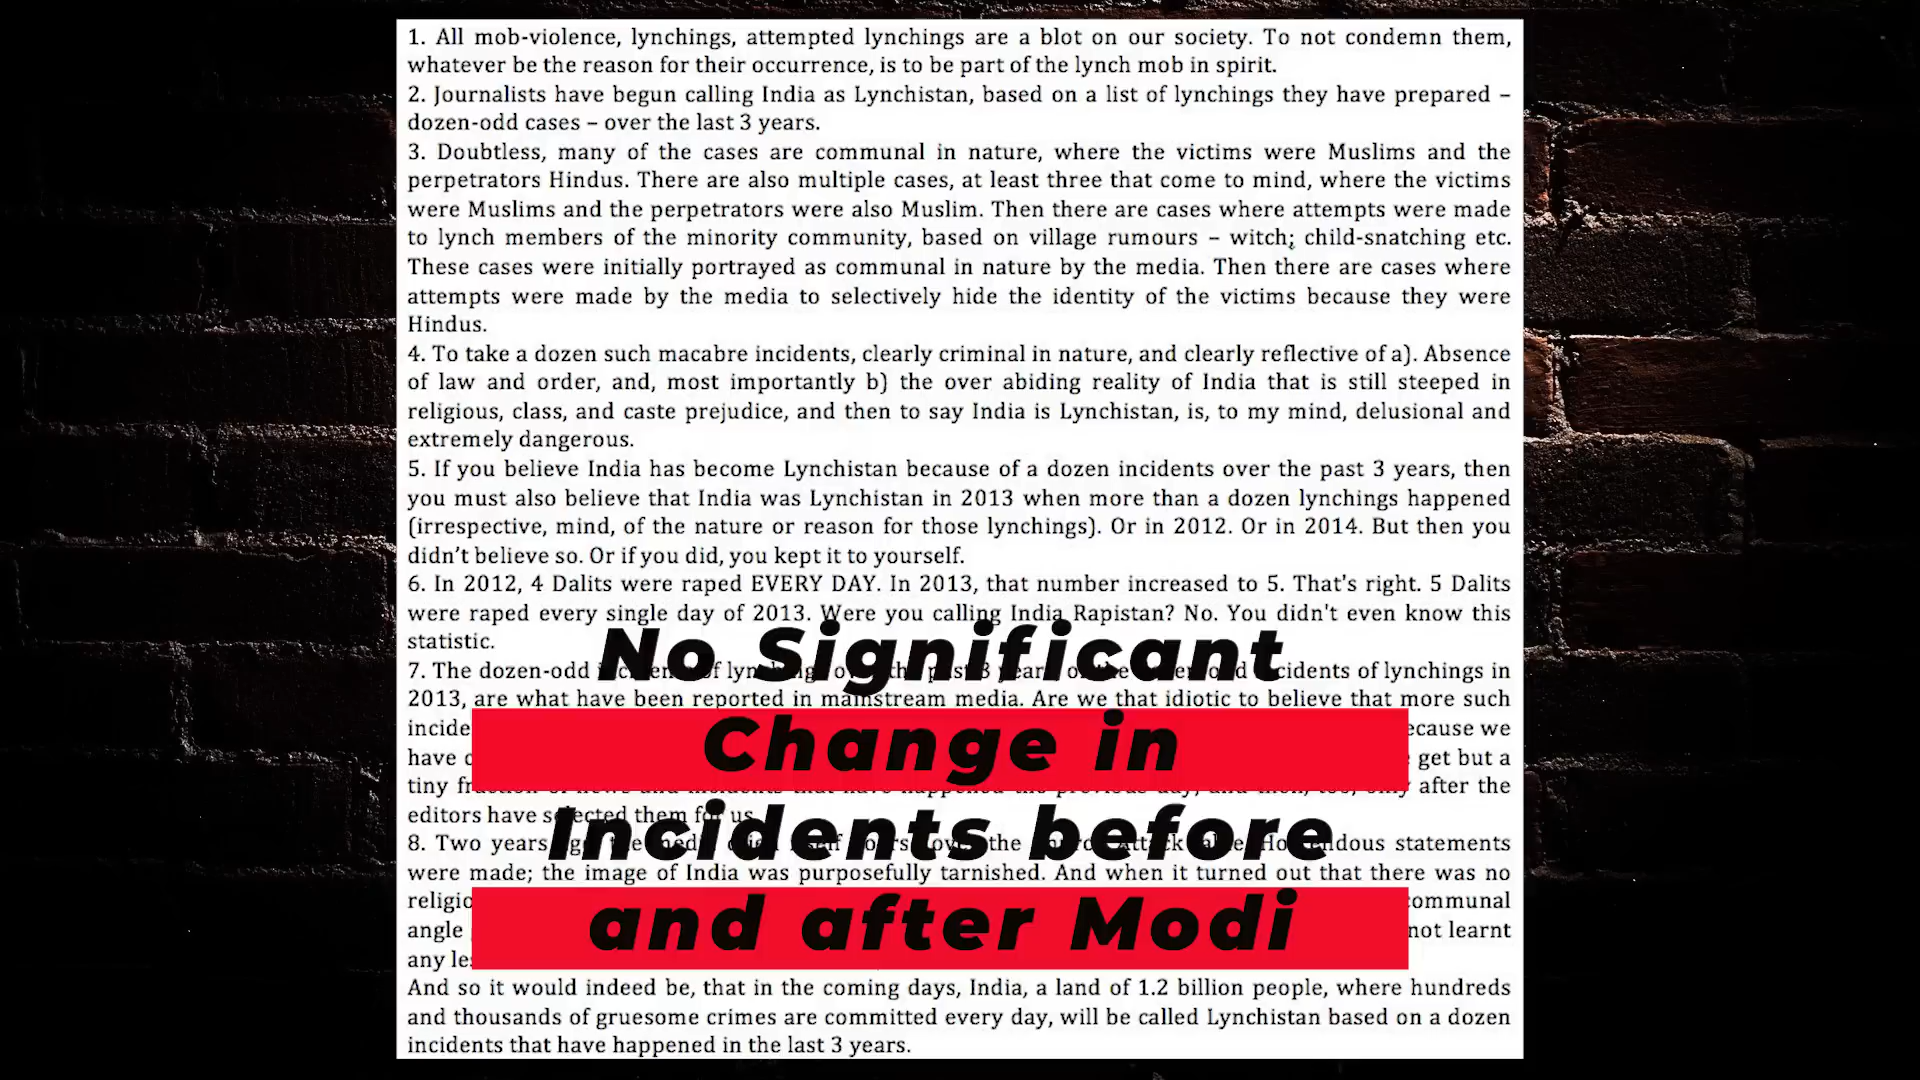 1. All mob-violence, lynchings, attempted lynchings are a blot on our society. To not condemn them,
whatever be the reason for their occurrence, is to be part of the lynch mob in spirit.
2. Journalists have begun calling India as Lynchistan, based on a list of lynchings they have prepared –
dozen-odd cases – over the last 3 years.
3. Doubtless, many of the cases are communal in nature, where the victims were Muslims and the
perpetrators Hindus. There are also multiple cases, at least three that come to mind, where the victims
were Muslims and the perpetrators were also Muslim. Then there are cases where attempts were made
to lynch members of the minority community, based on village rumours – witch; child-snatching etc.
These cases were initially portrayed as communal in nature by the media. Then there are cases where
attempts were made by the media to selectively hide the identity of the victims because they were
Hindus.
4. To take a dozen such macabre incidents, clearly criminal in nature, and clearly reflective of a). Absence
of law and order, and, most importantly b) the over abiding reality of India that is still steeped in
religious, class, and caste prejudice, and then to say India is Lynchistan, is, to my mind, delusional and
extremely dangerous.
5. If you believe India has become Lynchistan because of a dozen incidents over the past 3 years, then
you must also believe that India was Lynchistan in 2013 when more than a dozen lynchings happened
(irrespective, mind, of the nature or reason for those lynchings). Or in 2012. Or in 2014. But then you
didn't believe so. Or if you did, you kept it to yourself.
6. In 2012, 4 Dalits were raped EVERY DAY. In 2013, that number increased to 5. That's right. 5 Dalits
were raped every single day of 2013. Were you calling India Rapistan? No. You didn't even know this
statistic.
No Significant
7. The dozen-odd of past 3 incidents of lynchings in
2013, are what have been reported in mainstream media. Are we that idiotic to believe that more such
Change in
because we
have get but a
tiny after the
editors have selected them for us.
Incidents before
8. Two years the statements
were made; the image of India was purposefully tarnished. And when it turned out that there was no
and after Modi
communal
angle not learnt
any
And so it would indeed be, that in the coming days, India, a land of 1.2 billion people, where hundreds
and thousands of gruesome crimes are committed every day, will be called Lynchistan based on a dozen
incidents that have happened in the last 3 years.